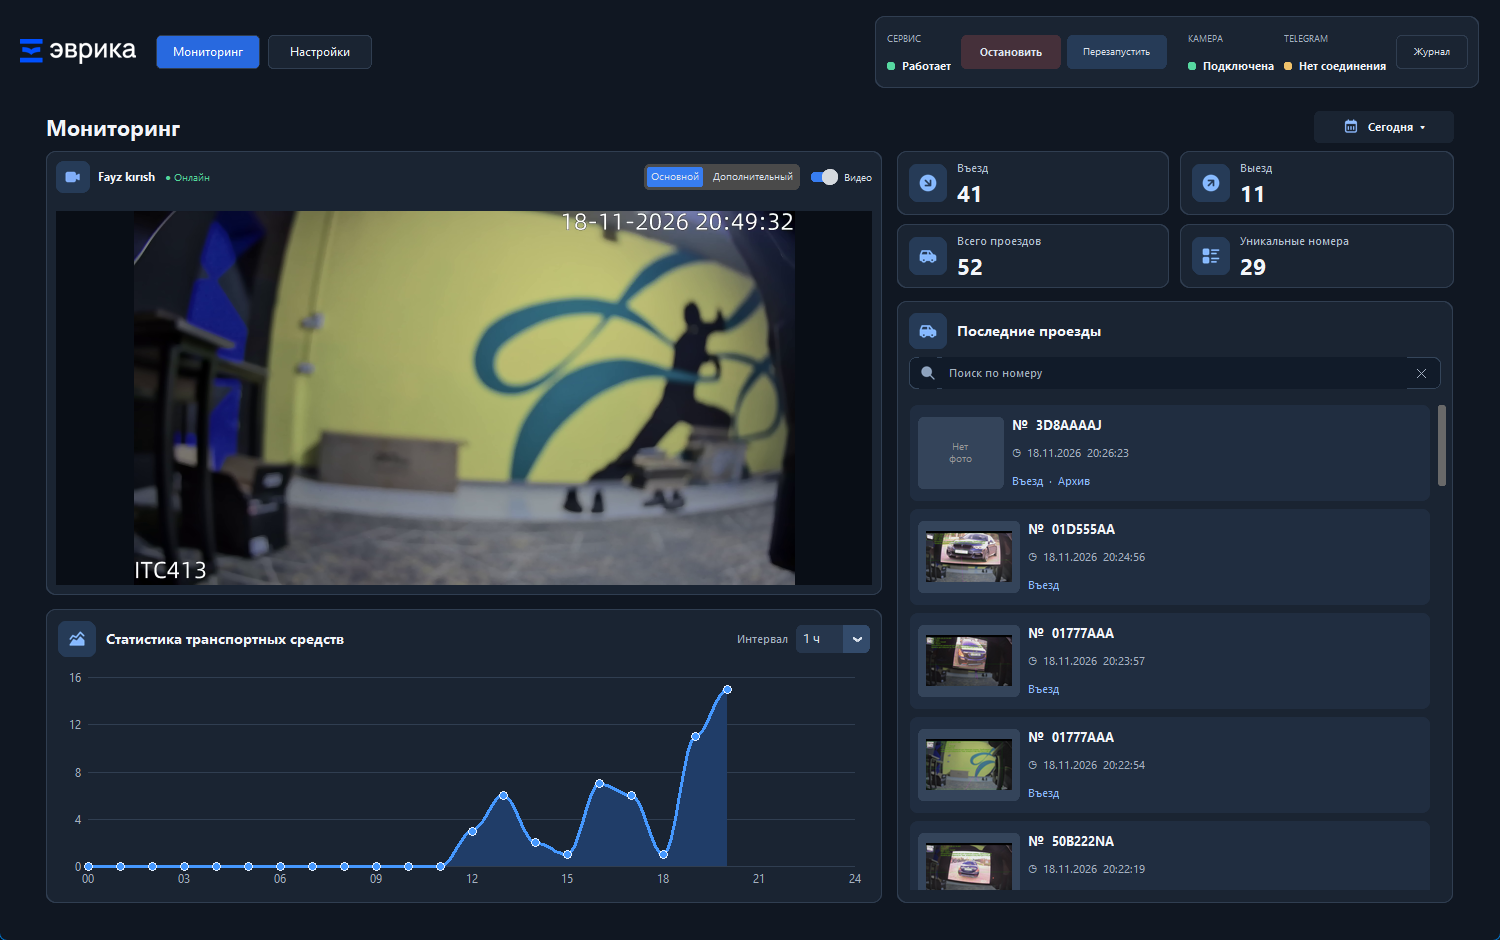 эврика
Мониторинг
Настройки
СЕРВИС
Работает
Остановить
Перезапустить
КАМЕРА
Подключена
TELEGRAM
Нет соединения
Журнал
Мониторинг
Сегодня
Fayz kırısh
Онлайн
Основной
Дополнительный
Видео
18-11-2026 20:49:32
ITC413
Въезд
41
Выезд
11
Всего проездов
52
Уникальные номера
29
Последние проезды
Поиск по номеру
Нет
фото
№ 3D8AAAAJ
18.11.2026 20:26:23
Въезд · Архив
№ 01D555AA
18.11.2026 20:24:56
Въезд
№ 01777AAA
18.11.2026 20:23:57
Въезд
№ 01777AAA
18.11.2026 20:22:54
Въезд
№ 50B222NA
18.11.2026 20:22:19
Статистика транспортных средств
Интервал
1 ч
16
12
8
4
0
00 03 06 09 12 15 18 21 24